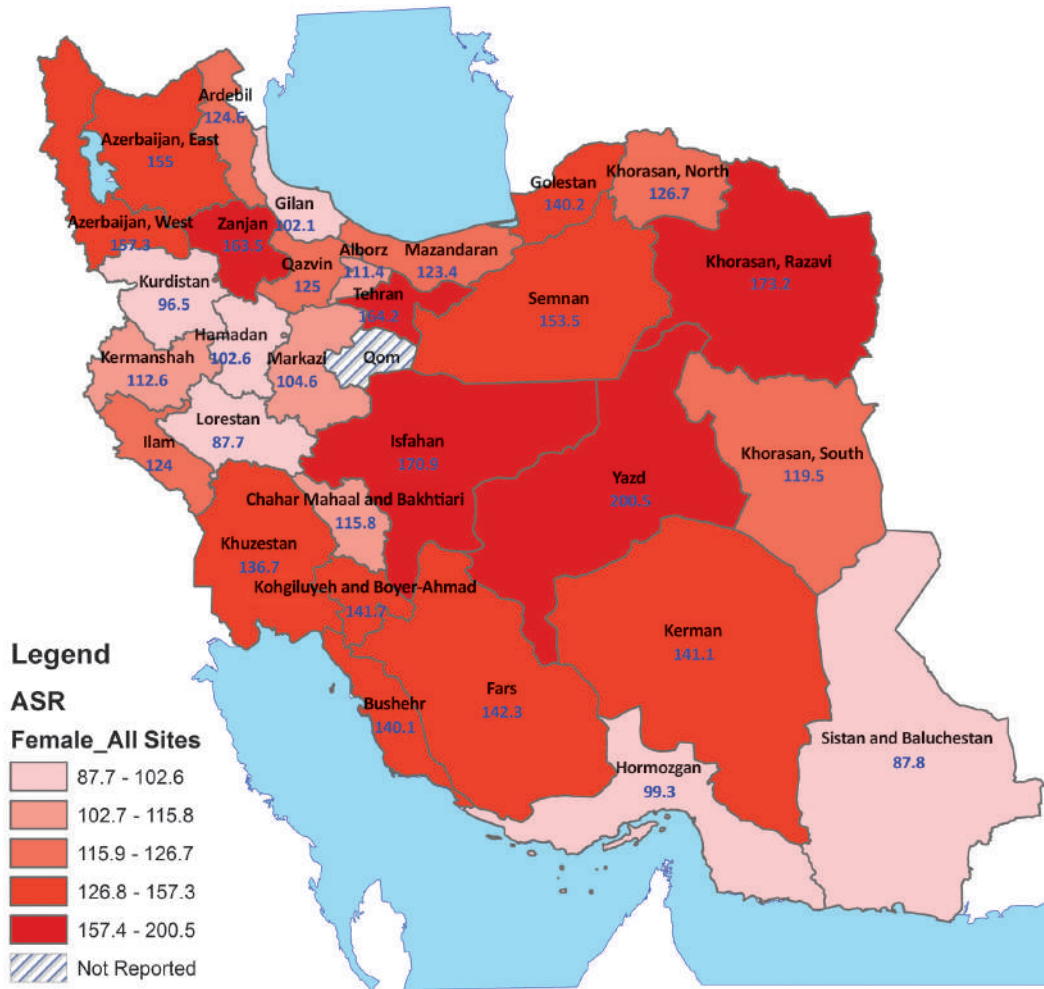 Ardebil
124.6
Azerbaijan, East
155
Gilan
102.1
Azerbaijan, West
157.3
Zanjan
163.5
Golestan
140.2
Khorasan, North
126.7
Alborz
111.4
Mazandaran
123.4
Qazvin
125
Khorasan, Razavi
173.2
Kurdistan
96.5
Tehran
164.2
Semnan
153.5
Hamadan
102.6
Kermanshah
112.6
Markazi
104.6
Qom
Lorestan
87.7
Ilam
124
Isfahan
170.9
Khorasan, South
119.5
Yazd
200.5
Chahar Mahaal and Bakhtiari
115.8
Khuzestan
136.7
Kohgiluyeh and Boyer-Ahmad
141.7
Kerman
141.1
Fars
142.3
Bushehr
140.1
Sistan and Baluchestan
87.8
Hormozgan
99.3
Legend
ASR
Female_All Sites
87.7 - 102.6
102.7 - 115.8
115.9 - 126.7
126.8 - 157.3
157.4 - 200.5
Not Reported